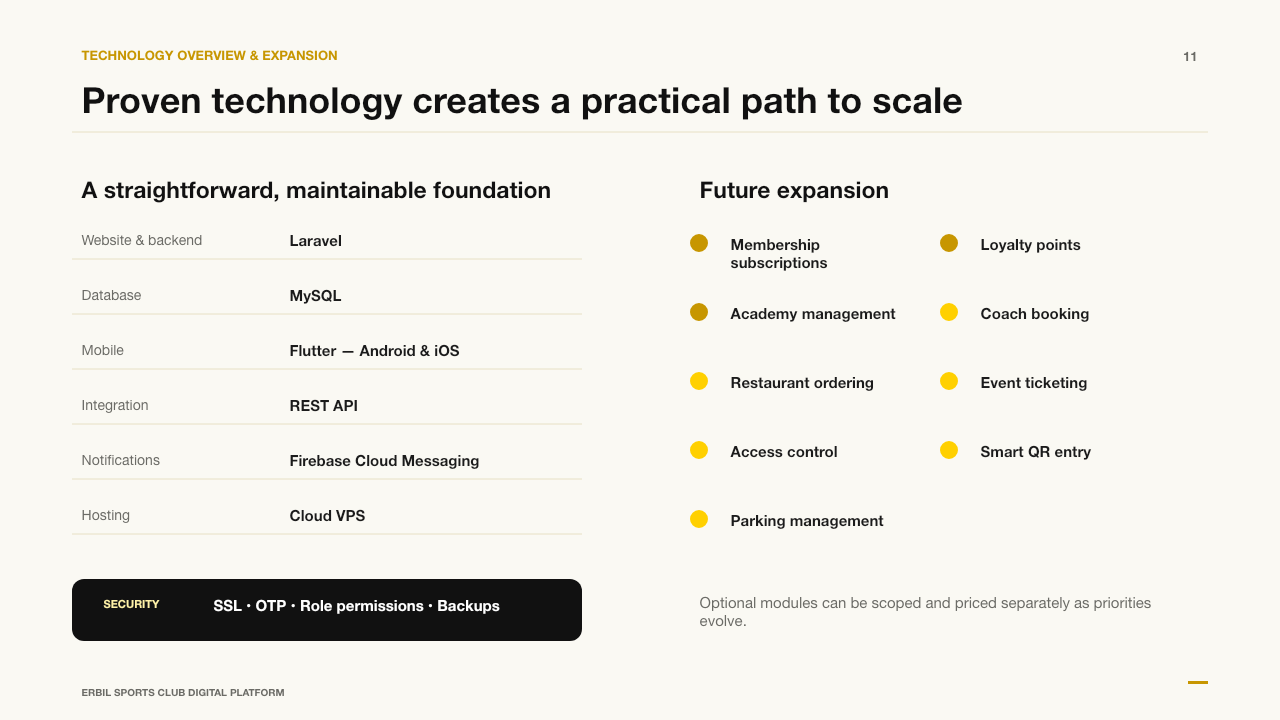 TECHNOLOGY OVERVIEW & EXPANSION
11
Proven technology creates a practical path to scale
A straightforward, maintainable foundation
Website & backend Laravel
Database MySQL
Mobile Flutter — Android & iOS
Integration REST API
Notifications Firebase Cloud Messaging
Hosting Cloud VPS
SECURITY SSL • OTP • Role permissions • Backups
Future expansion
Membership
subscriptions
Loyalty points
Academy management
Coach booking
Restaurant ordering
Event ticketing
Access control
Smart QR entry
Parking management
Optional modules can be scoped and priced separately as priorities
evolve.
ERBIL SPORTS CLUB DIGITAL PLATFORM